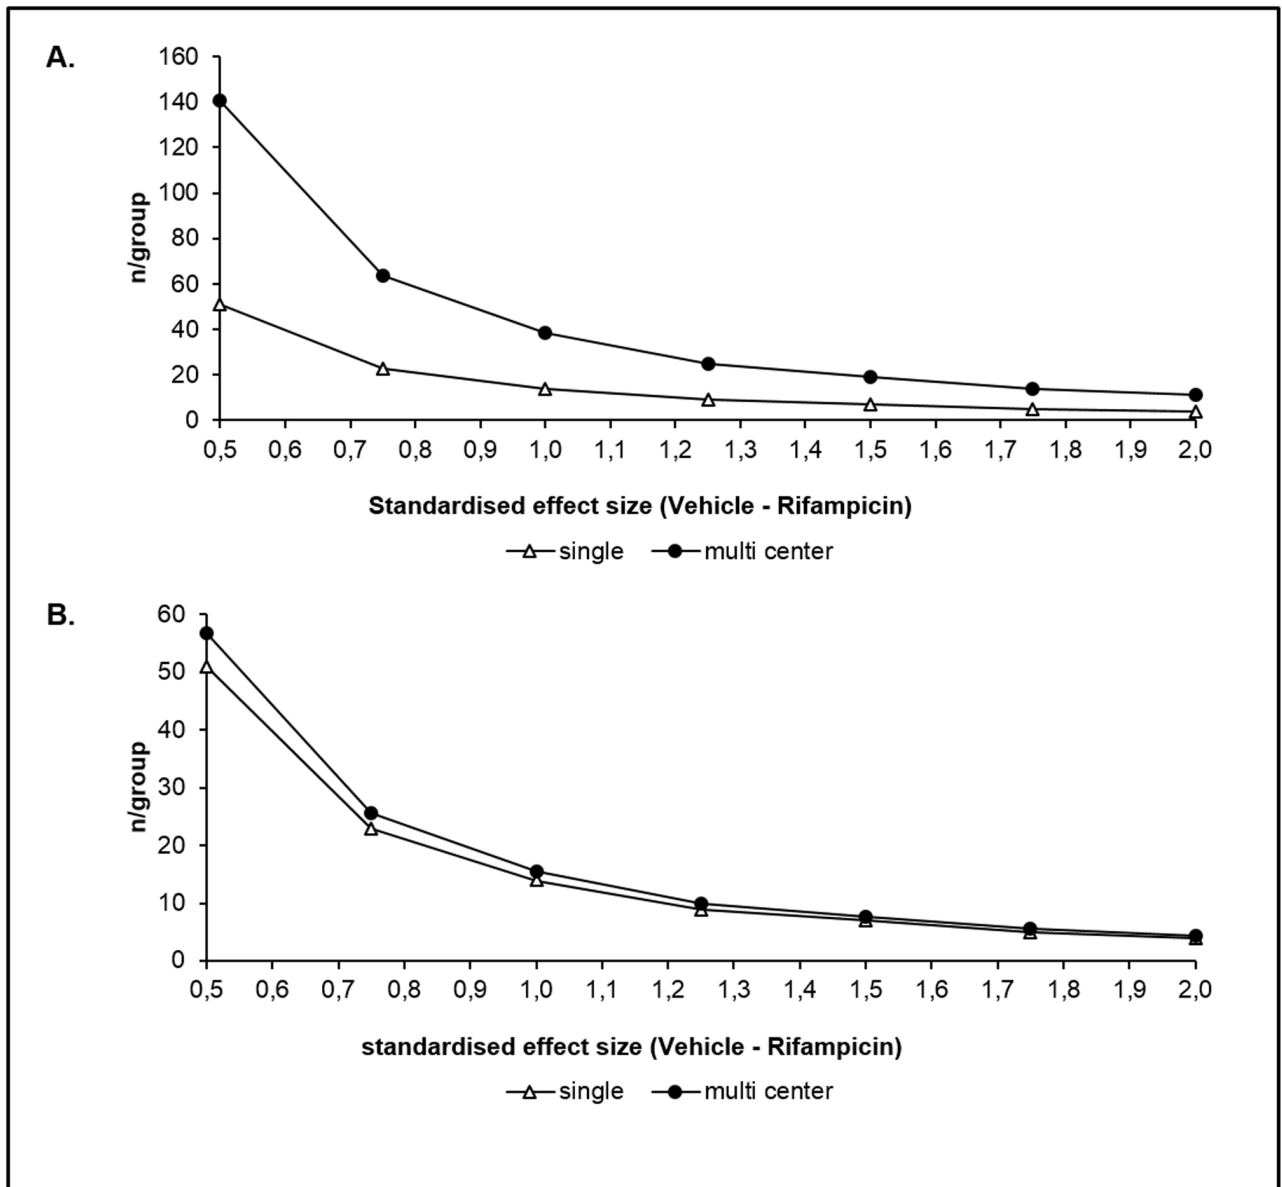 A.
160
140
120
100
80
60
40
20
0
n/group
0,5 0,6 0,7 0,8 0,9 1,0 1,1 1,2 1,3 1,4 1,5 1,6 1,7 1,8 1,9 2,0
Standardised effect size (Vehicle - Rifampicin)
single multi center
B.
60
50
40
30
20
10
0
n/group
0,5 0,6 0,7 0,8 0,9 1,0 1,1 1,2 1,3 1,4 1,5 1,6 1,7 1,8 1,9 2,0
standardised effect size (Vehicle - Rifampicin)
single multi center